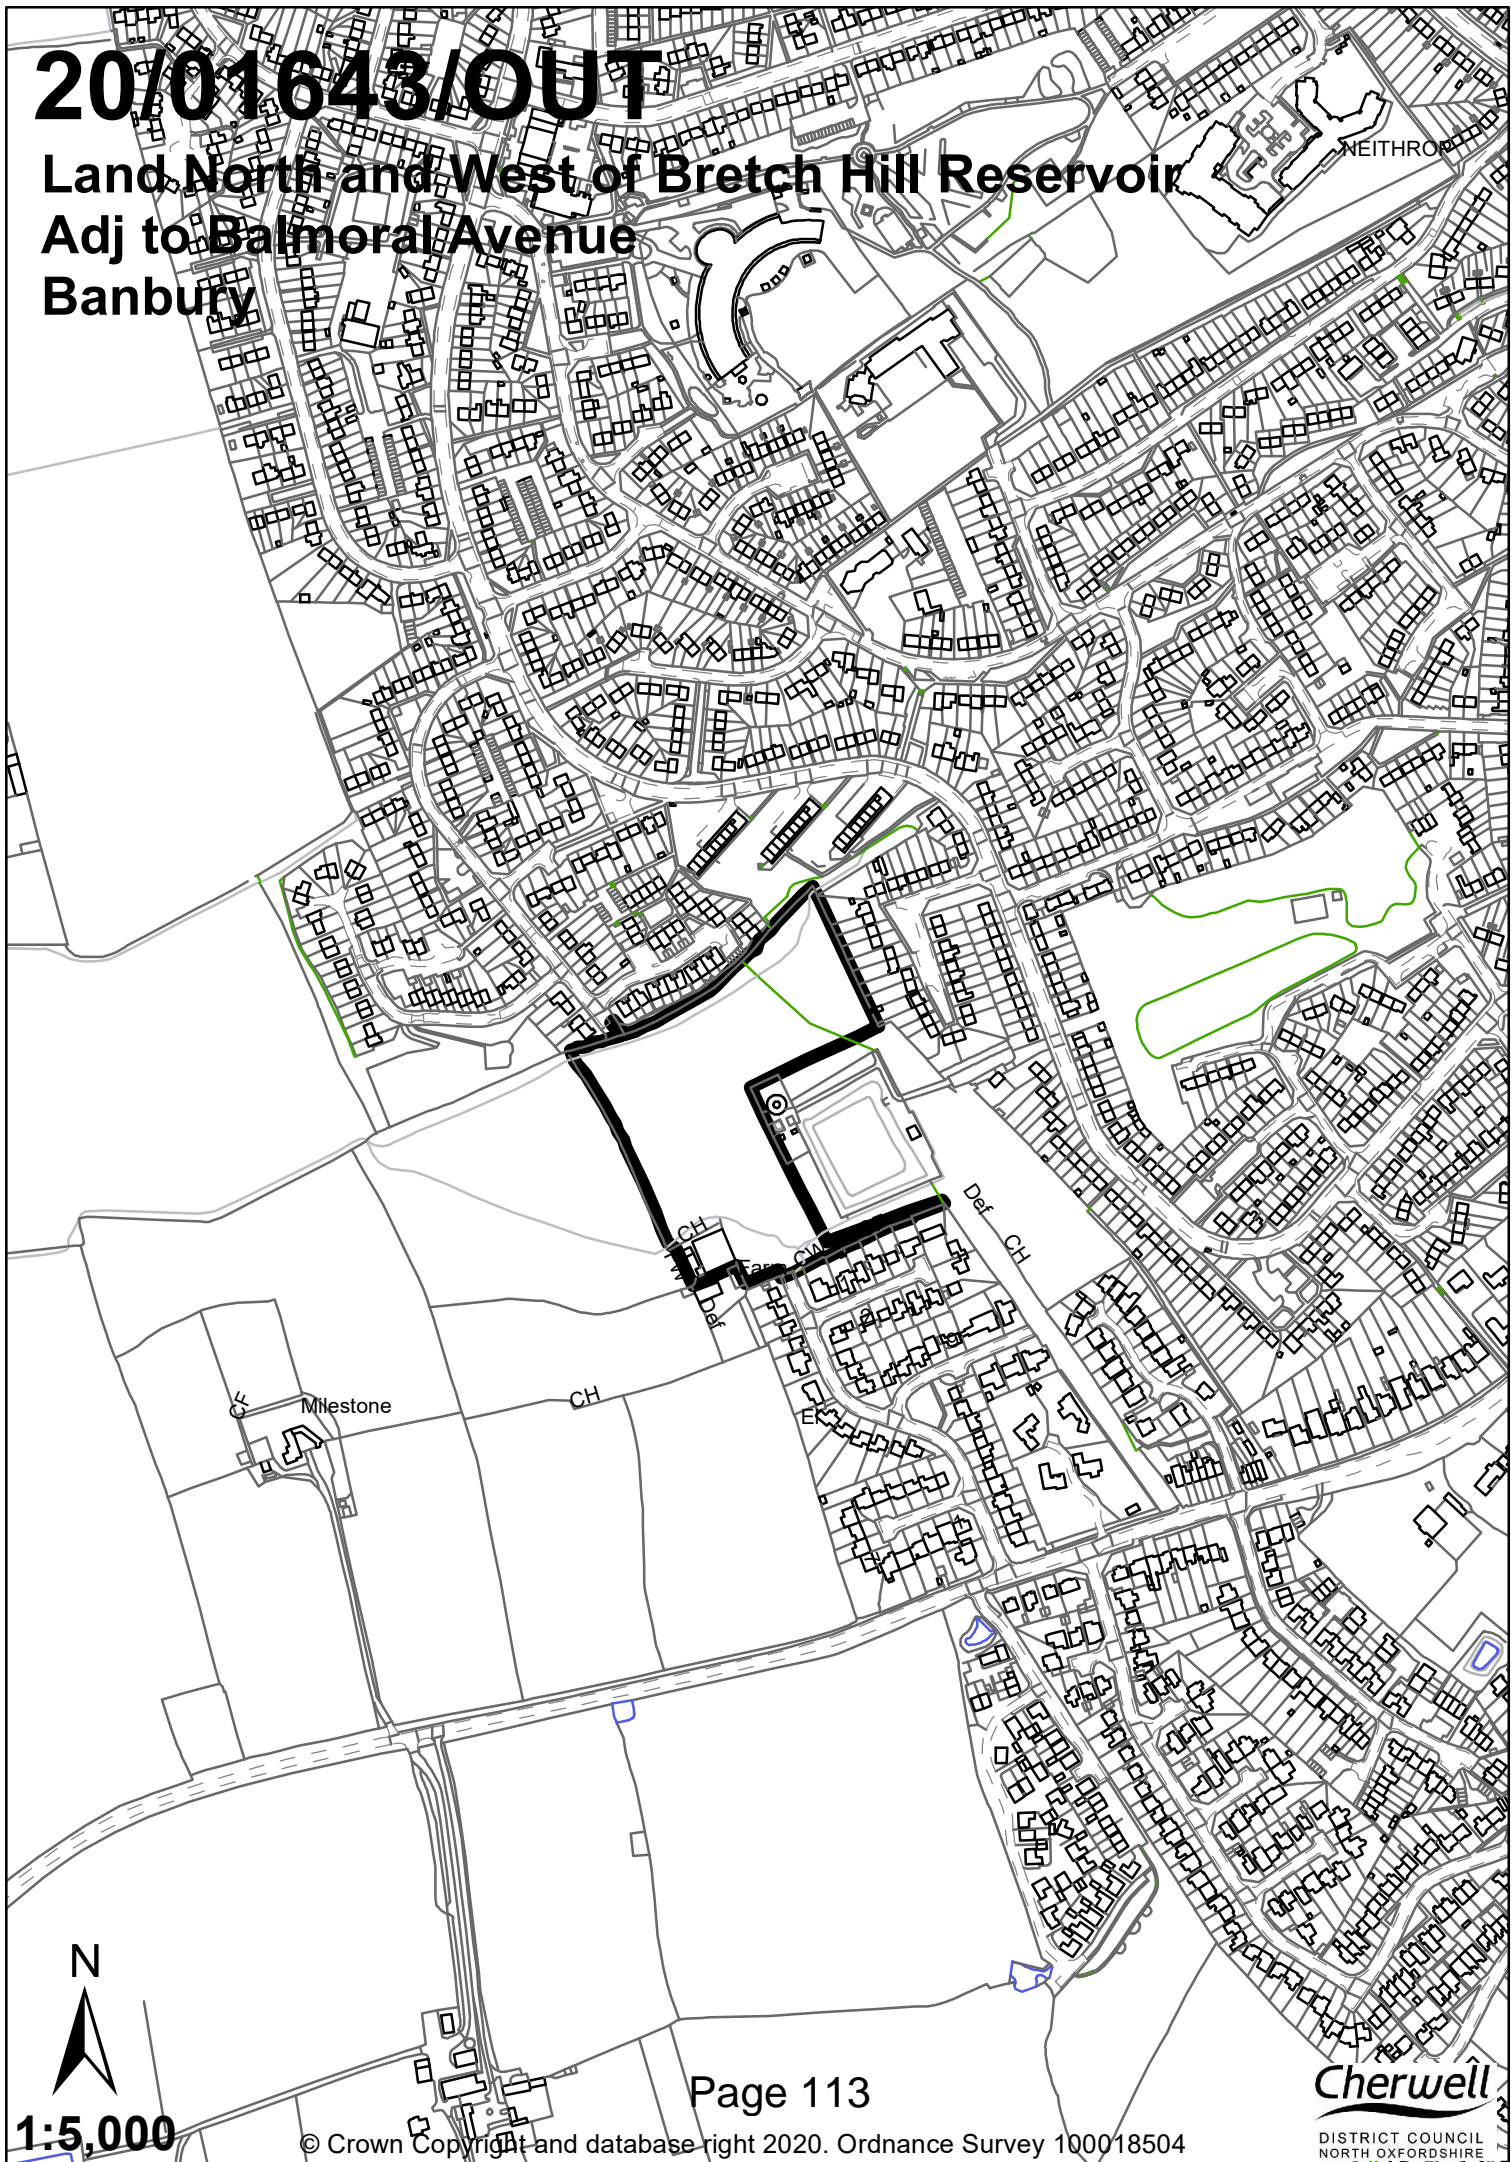 20/01643/OUT
Land North and West of Bretch Hill Reservoir
Adj to Balmoral Avenue
Banbury
NEITHROP
Def
CH
CH
CW
Farm
Def
CH
CF
Milestone
N
1:5,000
Page 113
© Crown Copyright and database right 2020. Ordnance Survey 100018504
Cherwell
DISTRICT COUNCIL
NORTH OXFORDSHIRE